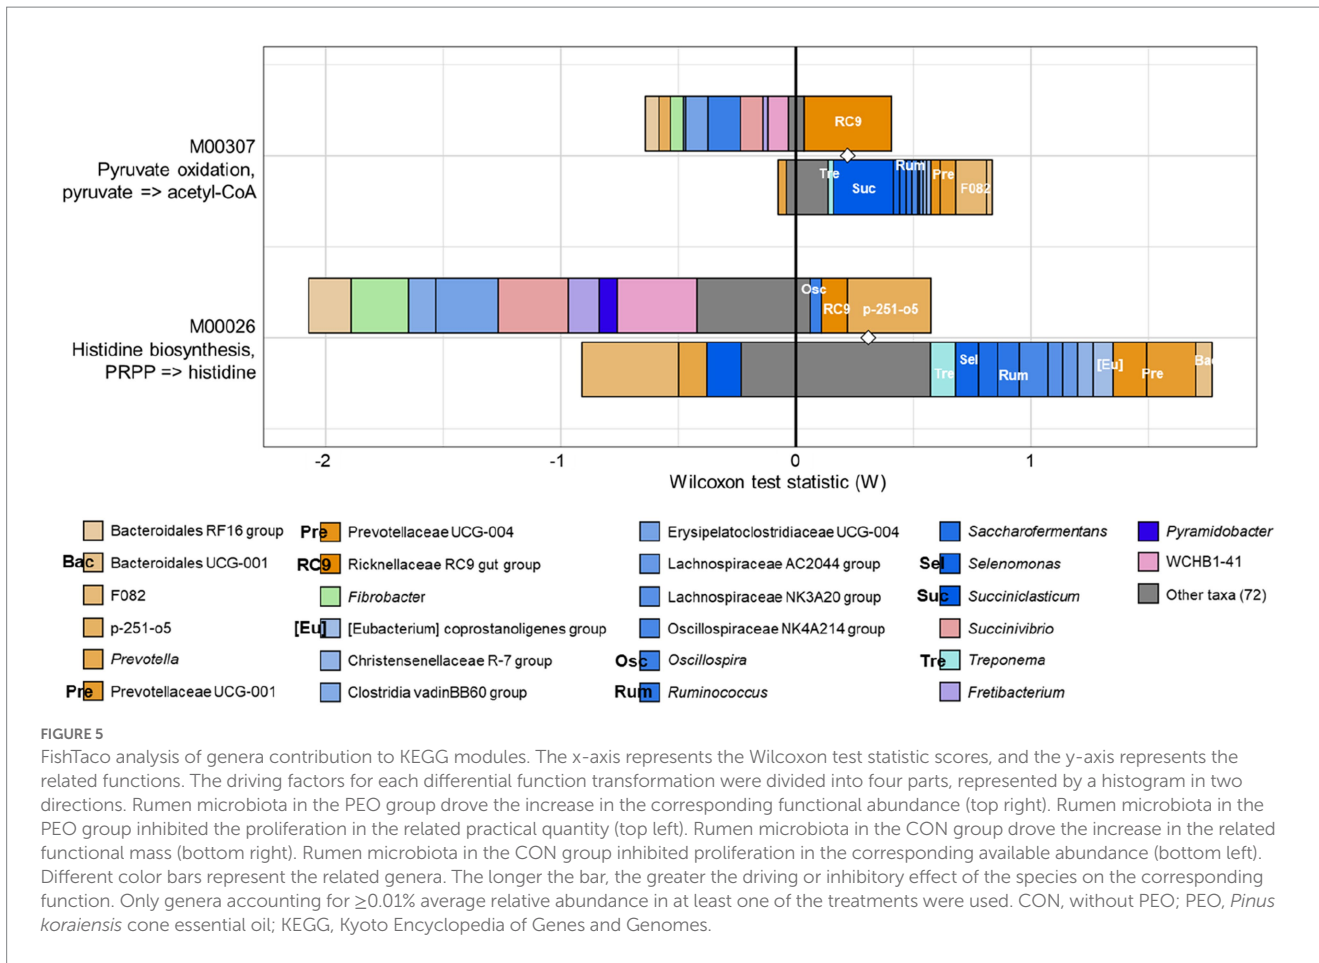 M00307
Pyruvate oxidation,
pyruvate => acetyl-CoA
RC9
Tre
Suc
Rum
Pre
F082
M00026
Histidine biosynthesis,
PRPP => histidine
Osc
RC9
p-251-o5
Tre
Sel
Rum
[Eu]
Pre
Bac
-2 -1 0 1
Wilcoxon test statistic (W)
Bacteroidales RF16 group
Bac Bacteroidales UCG-001
F082
p-251-o5
Prevotella
Pre Prevotellaceae UCG-001
Pre Prevotellaceae UCG-004
RC9 Ricknellaceae RC9 gut group
Fibrobacter
[Eu] [Eubacterium] coprostanoligenes group
Christensenellaceae R-7 group
Clostridia vadinBB60 group
Erysipelatoclostridiaceae UCG-004
Lachnospiraceae AC2044 group
Lachnospiraceae NK3A20 group
Oscillospiraceae NK4A214 group
Osc Oscillospira
Rum Ruminococcus
Saccharofermentans
Sel Selenomonas
Suc Succiniclasticum
Succinivibrio
Tre Treponema
Fretibacterium
Pyramidobacter
WCHB1-41
Other taxa (72)
FIGURE 5
FishTaco analysis of genera contribution to KEGG modules. The x-axis represents the Wilcoxon test statistic scores, and the y-axis represents the
related functions. The driving factors for each differential function transformation were divided into four parts, represented by a histogram in two
directions. Rumen microbiota in the PEO group drove the increase in the corresponding functional abundance (top right). Rumen microbiota in the
PEO group inhibited the proliferation in the related practical quantity (top left). Rumen microbiota in the CON group drove the increase in the related
functional mass (bottom right). Rumen microbiota in the CON group inhibited proliferation in the corresponding available abundance (bottom left).
Different color bars represent the related genera. The longer the bar, the greater the driving or inhibitory effect of the species on the corresponding
function. Only genera accounting for ≥0.01% average relative abundance in at least one of the treatments were used. CON, without PEO; PEO, Pinus
koraiensis cone essential oil; KEGG, Kyoto Encyclopedia of Genes and Genomes.